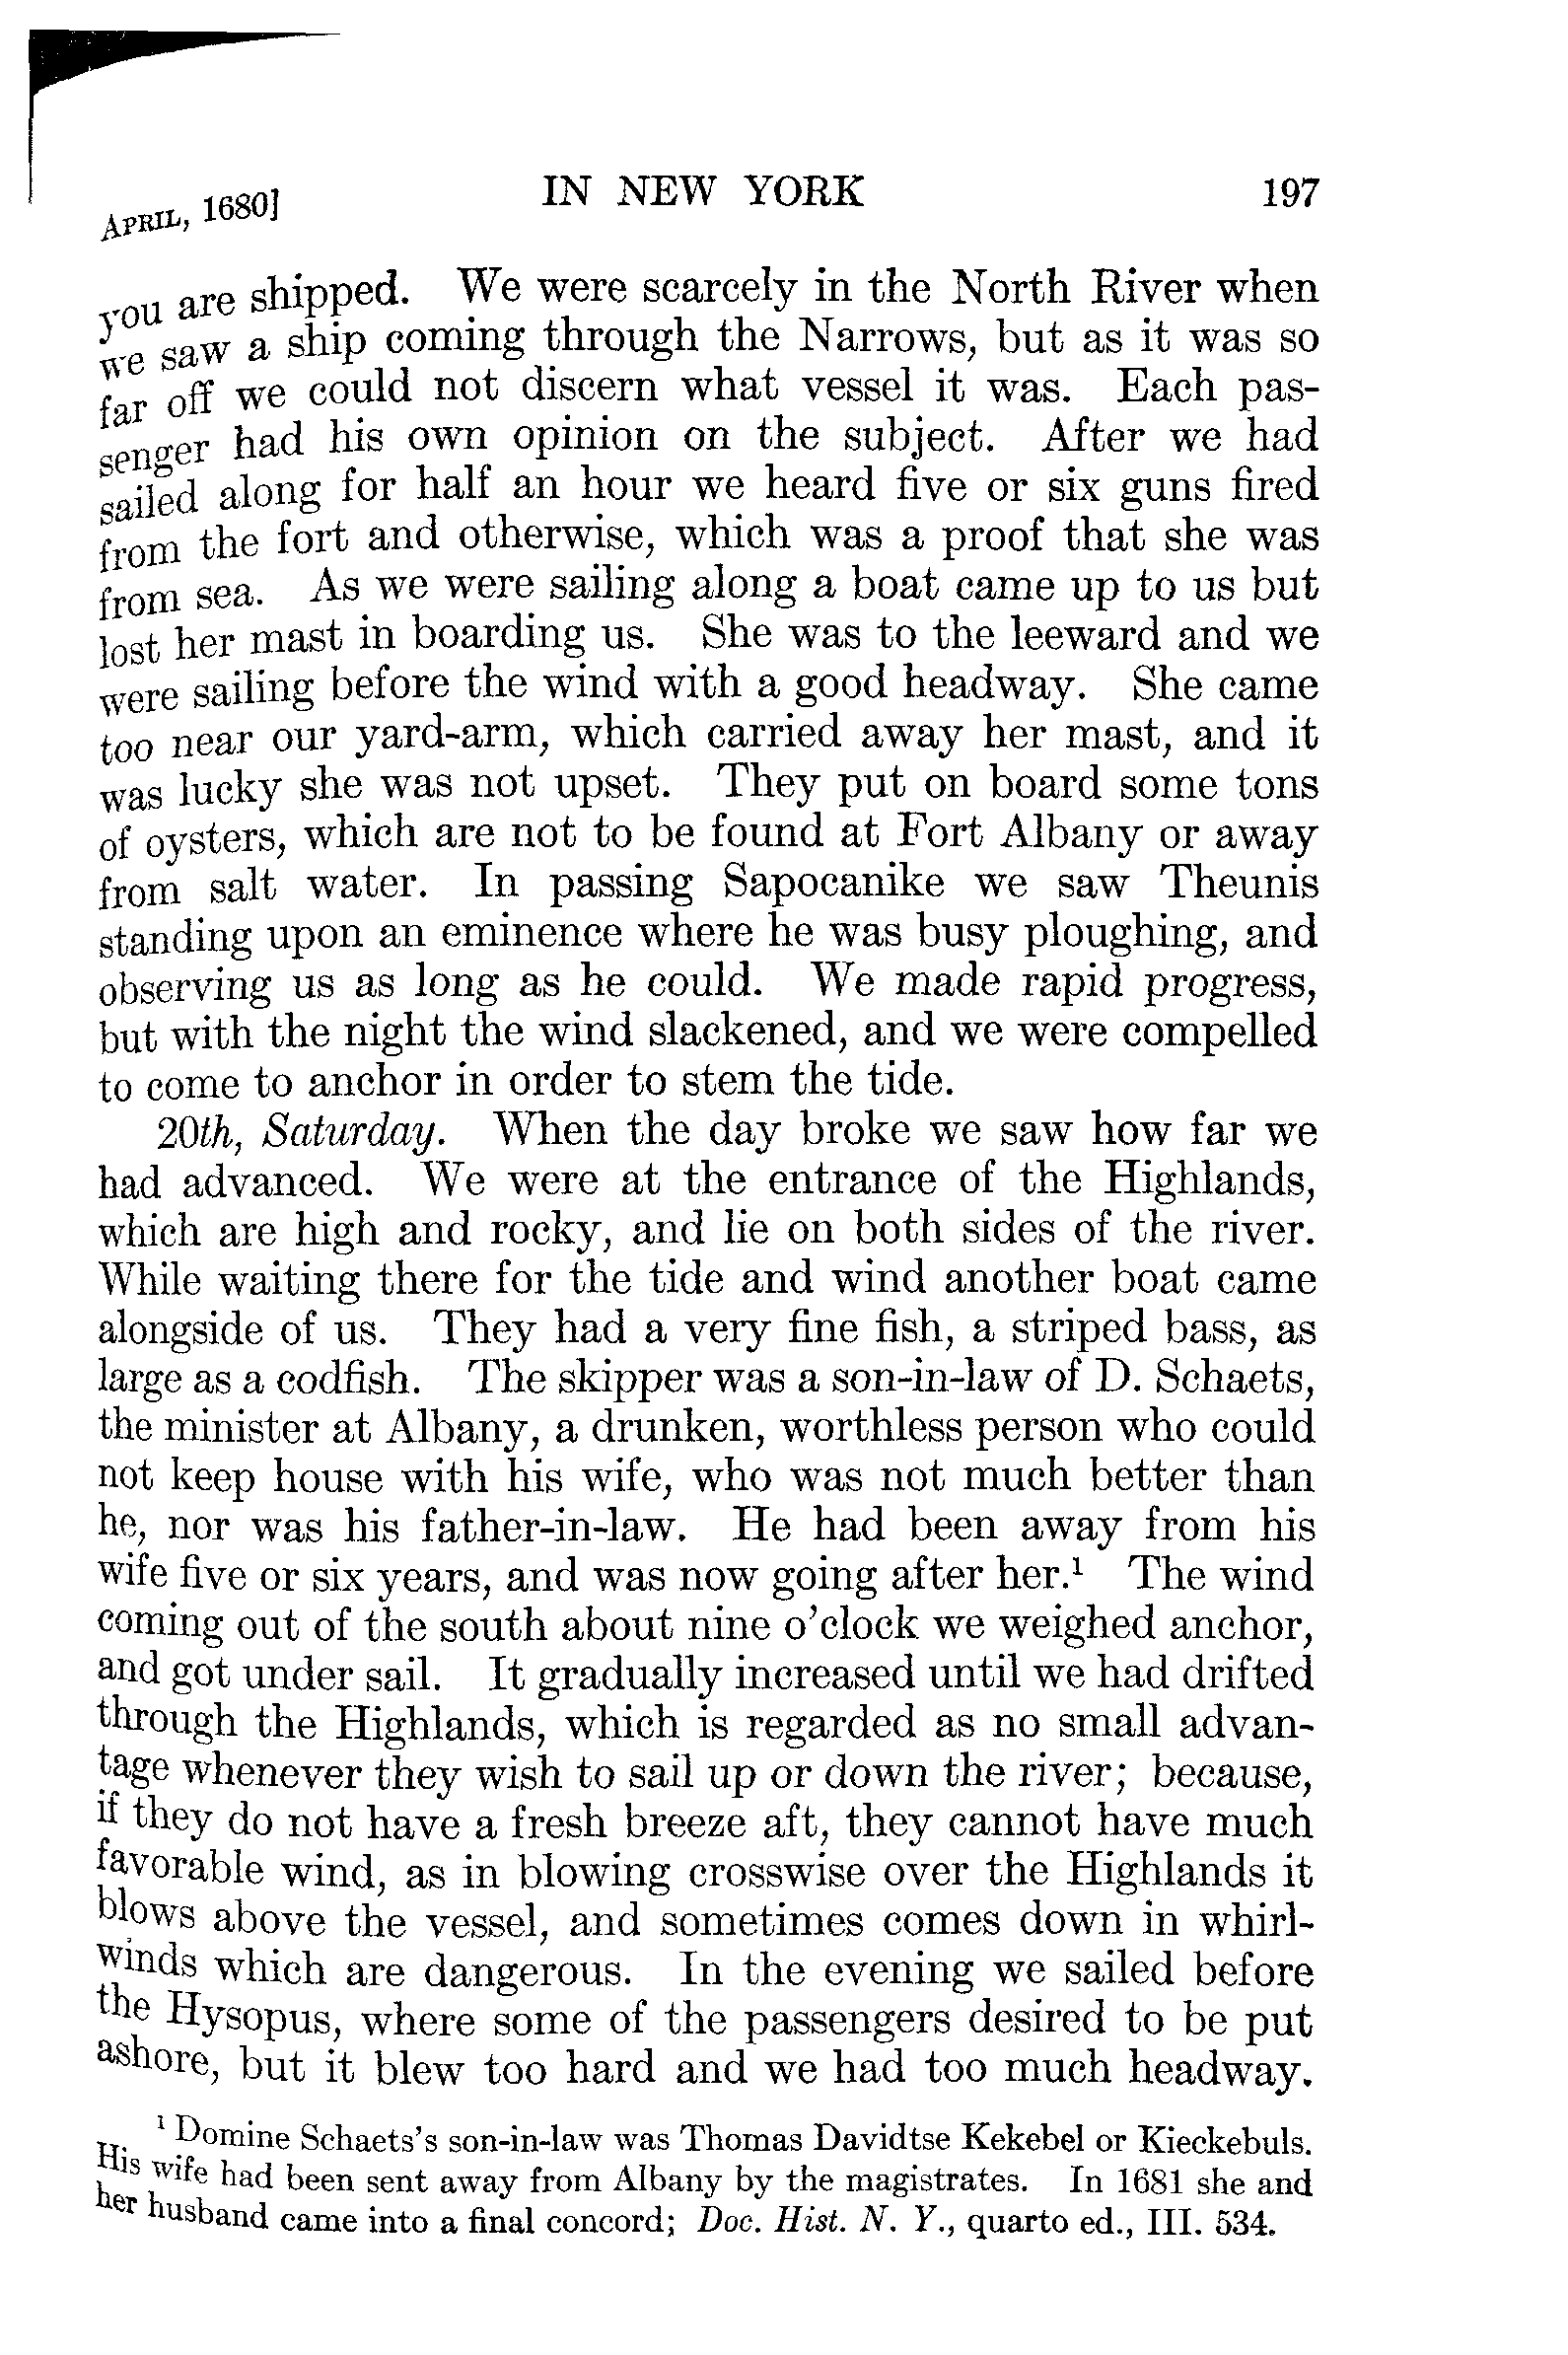 APRIL, 1680] IN NEW YORK 197
you are shipped. We were scarcely in the North River when
we saw a ship coming through the Narrows, but as it was so
far off we could not discern what vessel it was. Each pas-
senger had his own opinion on the subject. After we had
sailed along for half an hour we heard five or six guns fired
from the fort and otherwise, which was a proof that she was
from sea. As we were sailing along a boat came up to us but
lost her mast in boarding us. She was to the leeward and we
were sailing before the wind with a good headway. She came
too near our yard-arm, which carried away her mast, and it
was lucky she was not upset. They put on board some tons
of oysters, which are not to be found at Fort Albany or away
from salt water. In passing Sapocanike we saw Theunis
standing upon an eminence where he was busy ploughing, and
observing us as long as he could. We made rapid progress,
but with the night the wind slackened, and we were compelled
to come to anchor in order to stem the tide.
20th, Saturday. When the day broke we saw how far we
had advanced. We were at the entrance of the Highlands,
which are high and rocky, and lie on both sides of the river.
While waiting there for the tide and wind another boat came
alongside of us. They had a very fine fish, a striped bass, as
large as a codfish. The skipper was a son-in-law of D. Schaets,
the minister at Albany, a drunken, worthless person who could
not keep house with his wife, who was not much better than
he, nor was his father-in-law. He had been away from his
wife five or six years, and was now going after her.¹ The wind
coming out of the south about nine o'clock we weighed anchor,
and got under sail. It gradually increased until we had drifted
through the Highlands, which is regarded as no small advan-
tage whenever they wish to sail up or down the river; because,
if they do not have a fresh breeze aft, they cannot have much
favorable wind, as in blowing crosswise over the Highlands it
blows above the vessel, and sometimes comes down in whirl-
winds which are dangerous. In the evening we sailed before
the Hysopus, where some of the passengers desired to be put
ashore, but it blew too hard and we had too much headway.
¹ Domine Schaets's son-in-law was Thomas Davidtse Kekebel or Kieckebuls.
His wife had been sent away from Albany by the magistrates. In 1681 she and
her husband came into a final concord; Doc. Hist. N. Y., quarto ed., III. 534.